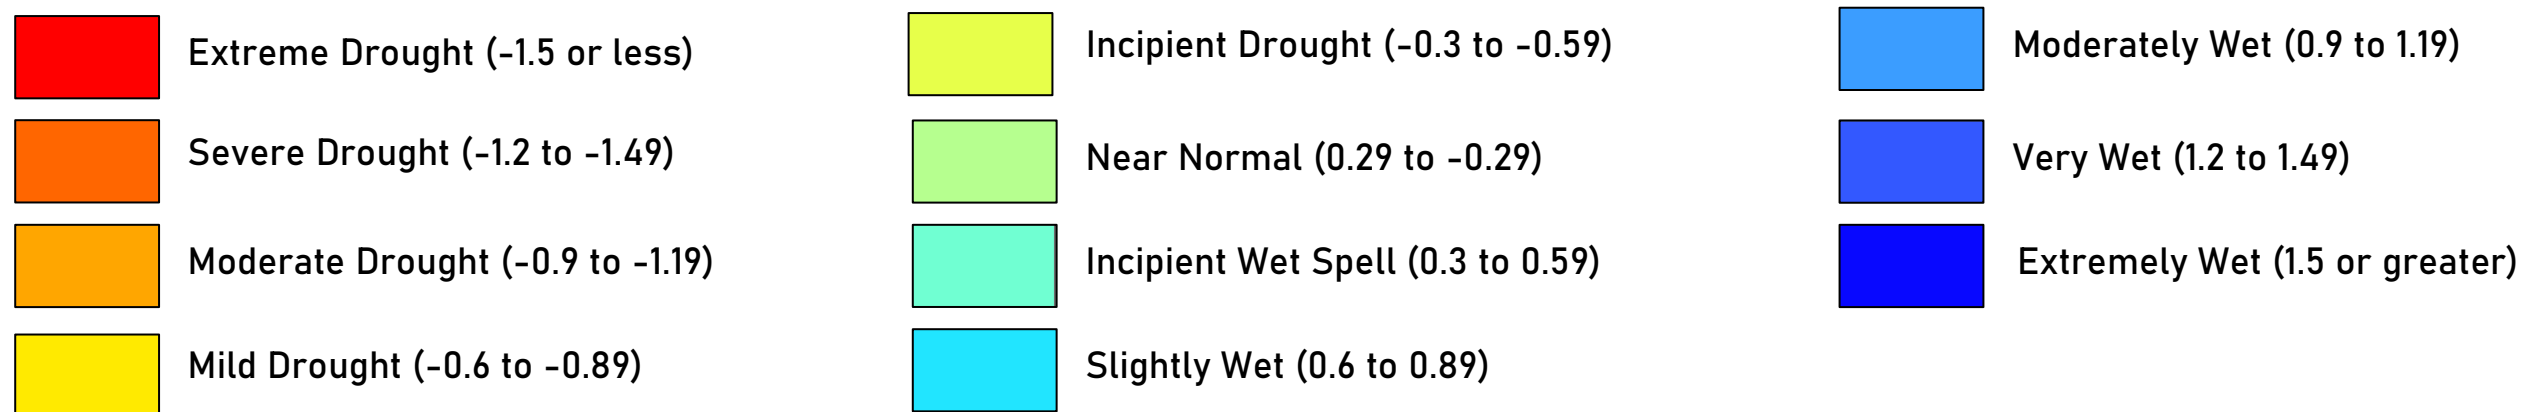 Extreme Drought (-1.5 or less)
Severe Drought (-1.2 to -1.49)
Moderate Drought (-0.9 to -1.19)
Mild Drought (-0.6 to -0.89)
Incipient Drought (-0.3 to -0.59)
Near Normal (0.29 to -0.29)
Incipient Wet Spell (0.3 to 0.59)
Slightly Wet (0.6 to 0.89)
Moderately Wet (0.9 to 1.19)
Very Wet (1.2 to 1.49)
Extremely Wet (1.5 or greater)